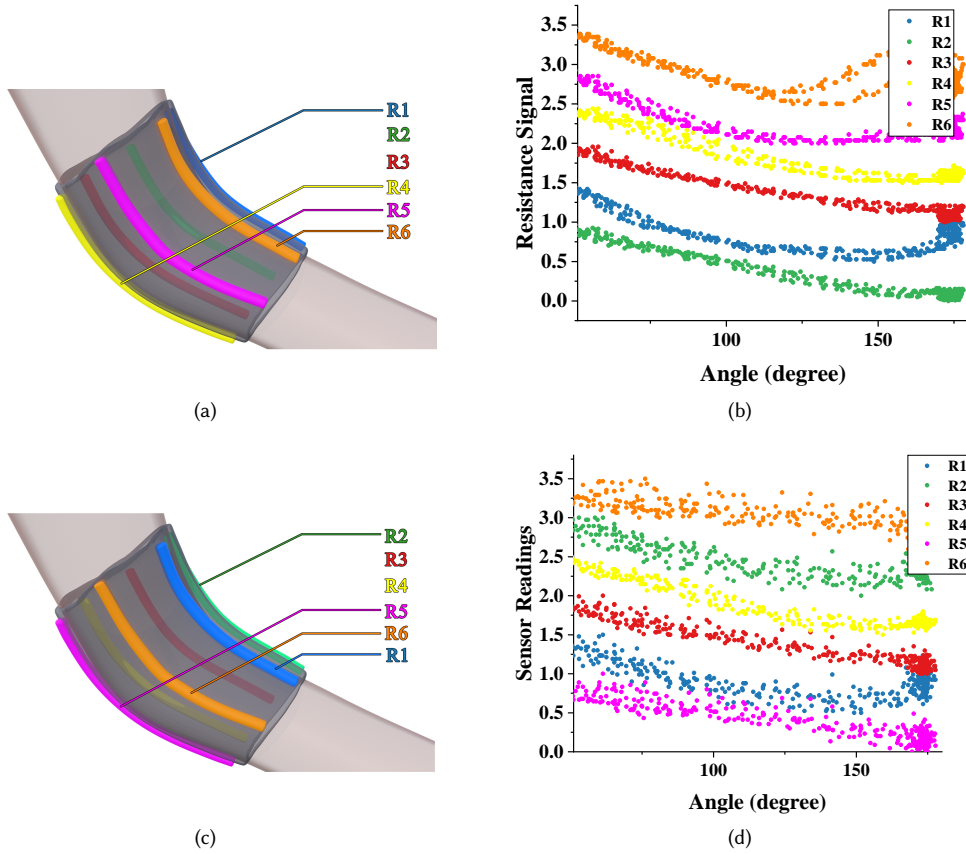 R1
R2
R3
R4
R5
R6
(a)
Resistance Signal
3.5
3.0
2.5
2.0
1.5
1.0
0.5
0.0
100
150
Angle (degree)
R1
R2
R3
R4
R5
R6
(b)
R2
R3
R4
R5
R6
R1
(c)
Sensor Readings
3.5
3.0
2.5
2.0
1.5
1.0
0.5
0.0
100
150
Angle (degree)
R1
R2
R3
R4
R5
R6
(d)